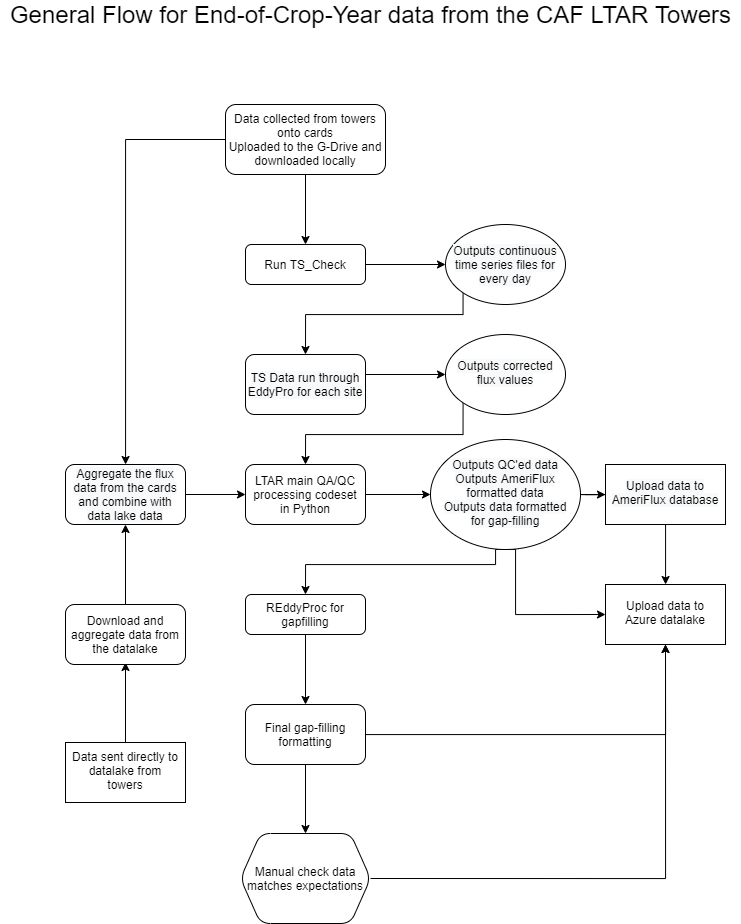 General Flow for End-of-Crop-Year data from the CAF LTAR Towers
Data collected from towers
onto cards
Uploaded to the G-Drive and
downloaded locally
Run TS_Check
Outputs continuous
time series files for
every day
TS Data run through
EddyPro for each site
Outputs corrected
flux values
Aggregate the flux
data from the cards
and combine with
data lake data
LTAR main QA/QC
processing codeset
in Python
Outputs QC'ed data
Outputs AmeriFlux
formatted data
Outputs data formatted
for gap-filling
Upload data to
AmeriFlux database
Download and
aggregate data from
the datalake
REddyProc for
gapfilling
Upload data to
Azure datalake
Data sent directly to
datalake from
towers
Final gap-filling
formatting
Manual check data
matches expectations